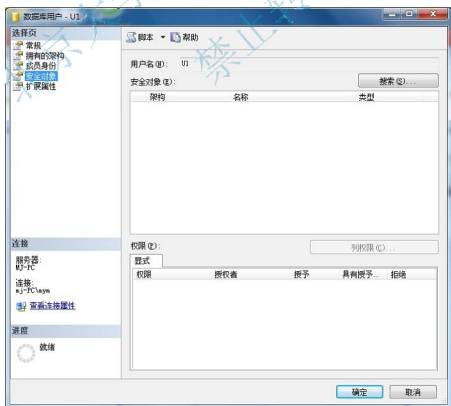 数据库用户 - U1
选择页
常规
拥有的架构
成员身份
安全对象
扩展属性
脚本 帮助
用户名(N): U1
安全对象(E):
搜索(S)...
架构 名称 类型
连接
服务器:
MJ-PC
连接:
mj-PC\mym
查看连接属性
进度
就绪
权限(P):
列权限(C)...
显式
权限 授权者 授予 具有授予... 拒绝
确定 取消